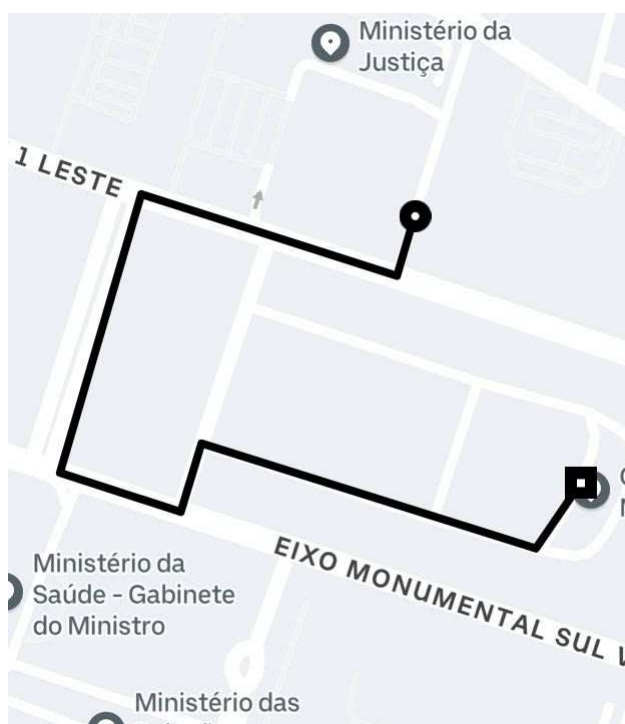 Ministério da
Justiça
1 LESTE
EIXO MONUMENTAL SUL
Ministério da
Saúde - Gabinete
do Ministro
Ministério das